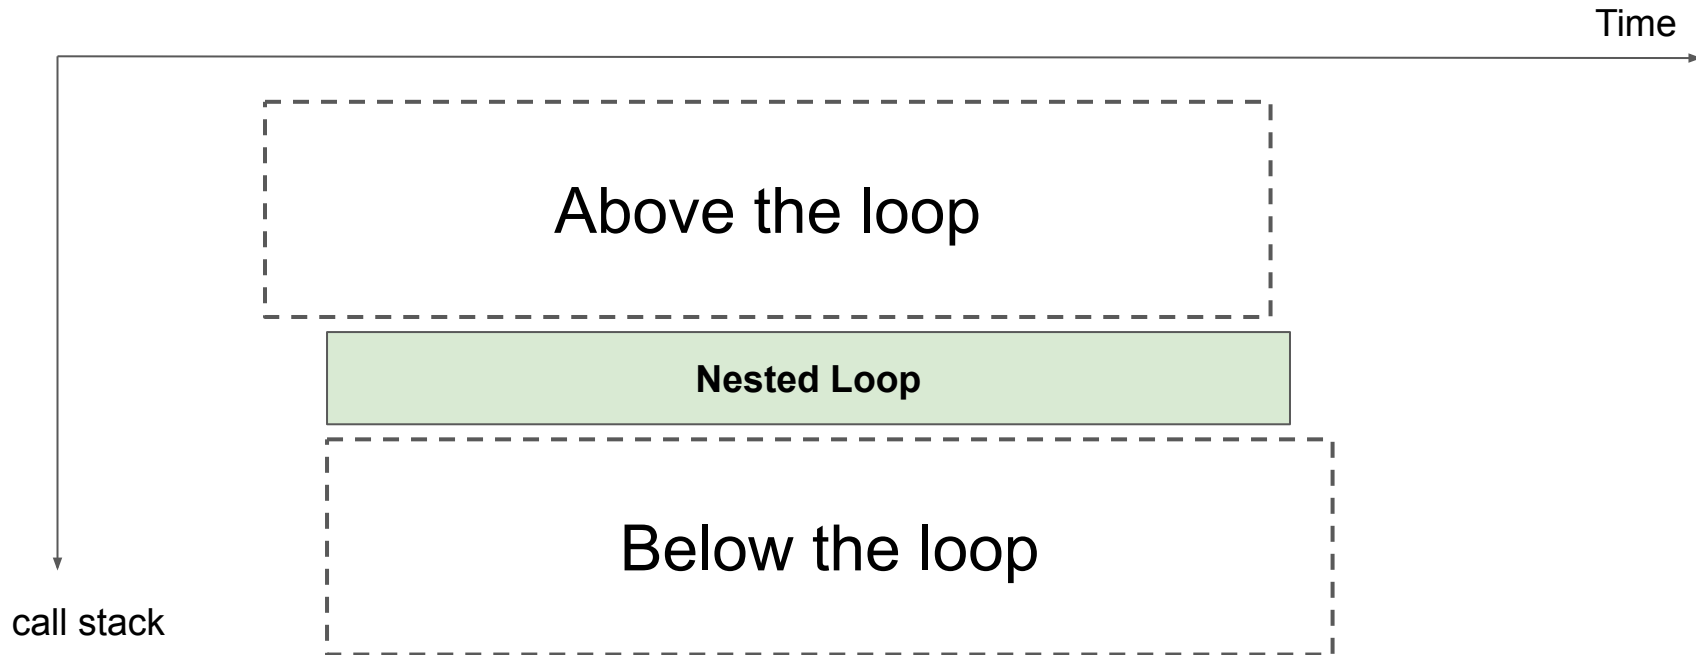 Time
Above the loop
Nested Loop
Below the loop
call stack